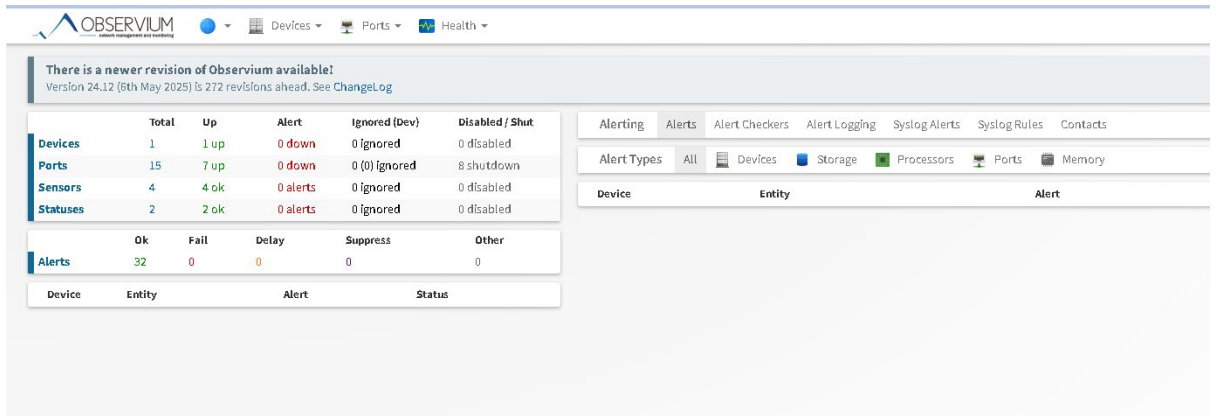 OBSERVIUM
network management and monitoring
Devices Ports Health
There is a newer revision of Observium available!
Version 24.12 (6th May 2025) is 272 revisions ahead. See ChangeLog
Total Up Alert Ignored (Dev) Disabled / Shut
Devices 1 1 up 0 down 0 ignored 0 disabled
Ports 15 7 up 0 down 0 (0) ignored 8 shutdown
Sensors 4 4 ok 0 alerts 0 ignored 0 disabled
Statuses 2 2 ok 0 alerts 0 ignored 0 disabled
Ok Fail Delay Suppress Other
Alerts 32 0 0 0 0
Device Entity Alert Status
Alerting Alerts Alert Checkers Alert Logging Syslog Alerts Syslog Rules Contacts
Alert Types All Devices Storage Processors Ports Memory
Device Entity Alert